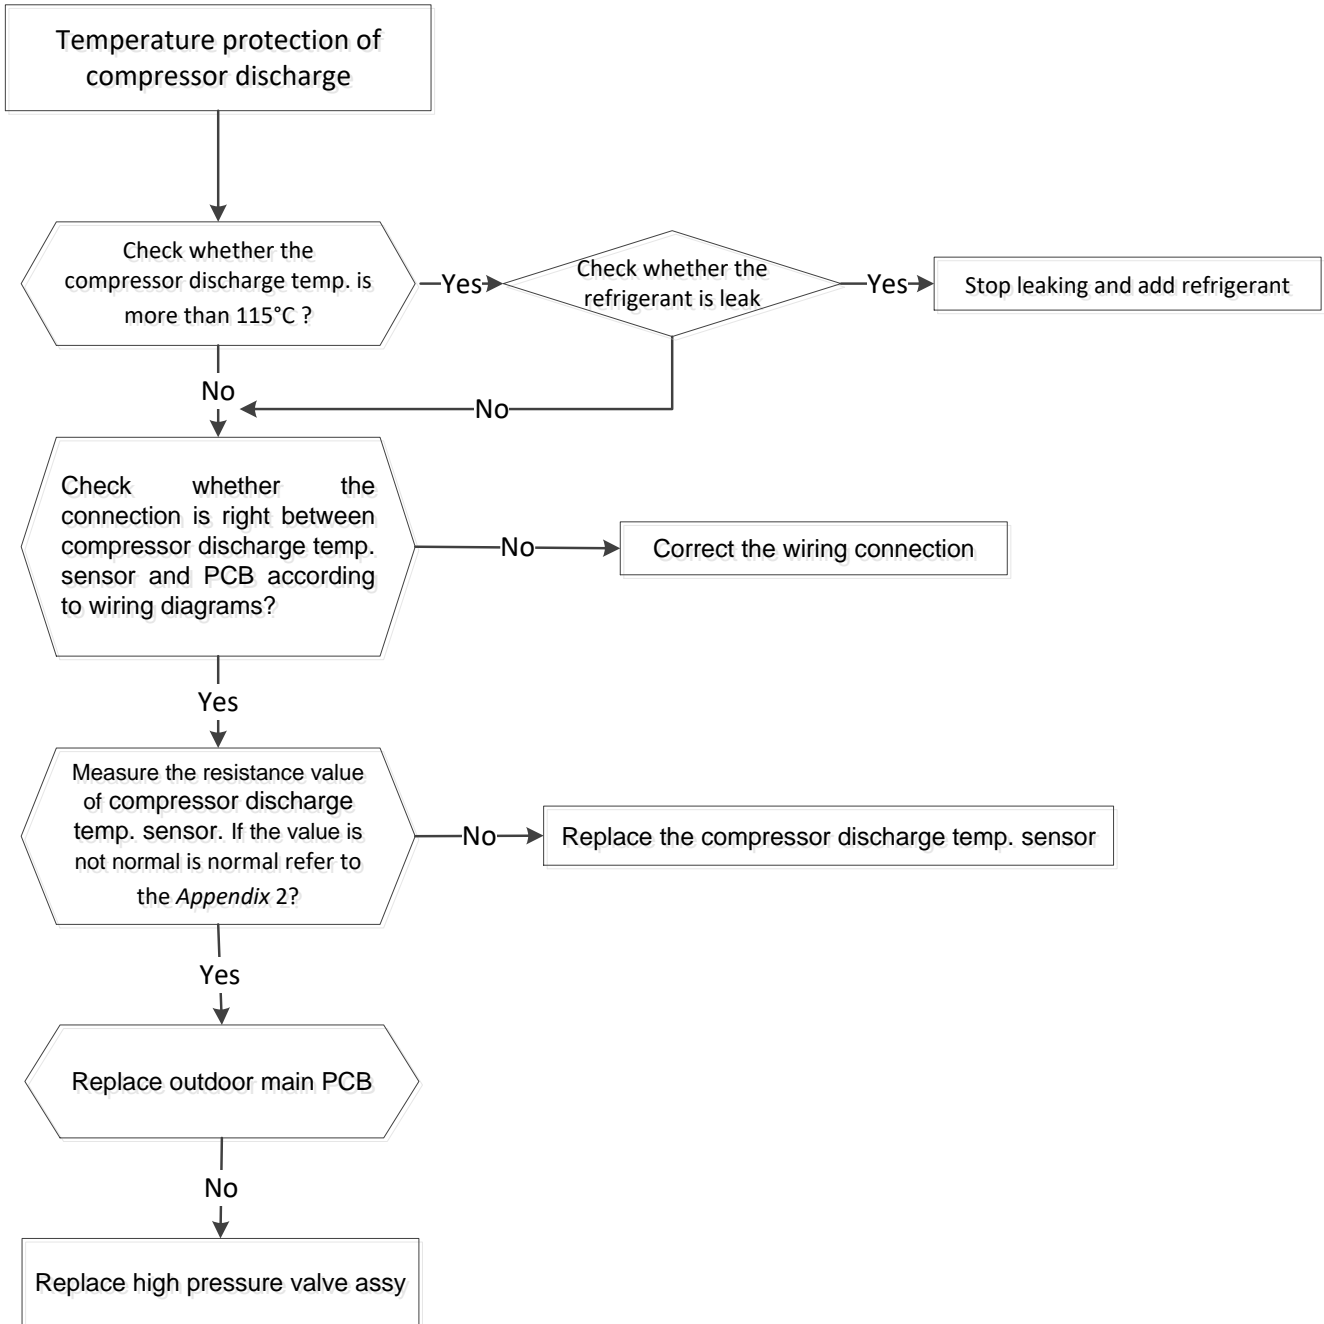 Temperature protection of
compressor discharge
Check whether the
compressor discharge temp. is
more than 115°C ?
Yes
Check whether the
refrigerant is leak
Yes
Stop leaking and add refrigerant
No
No
Check whether the
connection is right between
compressor discharge temp.
sensor and PCB according
to wiring diagrams?
No
Correct the wiring connection
Yes
Measure the resistance value
of compressor discharge
temp. sensor. If the value is
not normal is normal refer to
the Appendix 2?
No
Replace the compressor discharge temp. sensor
Yes
Replace outdoor main PCB
No
Replace high pressure valve assy